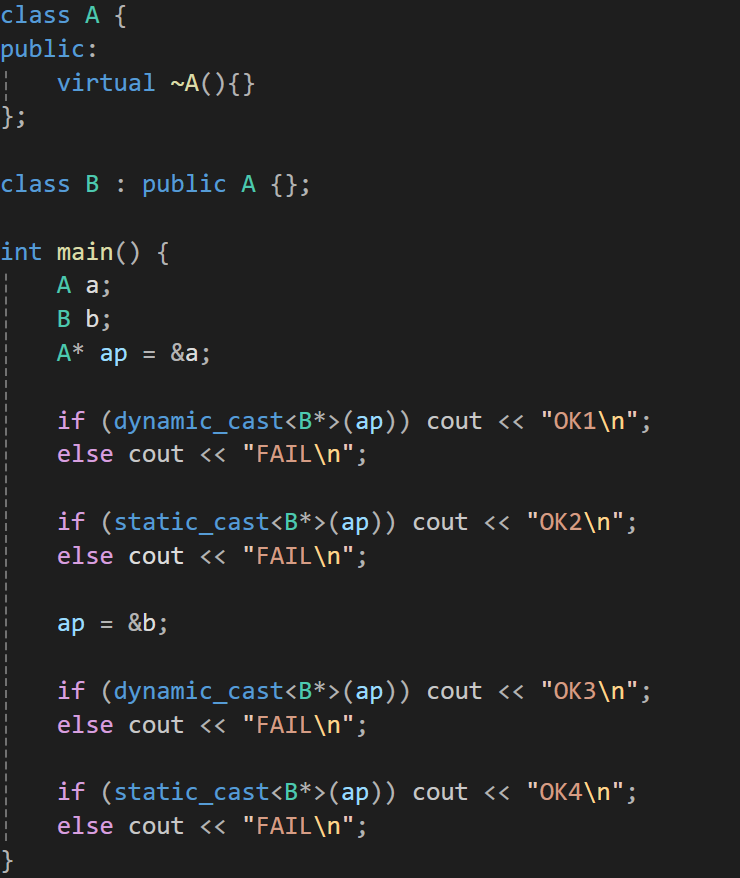 class A {
public:
    virtual ~A(){}
};

class B : public A {};

int main() {
    A a;
    B b;
    A* ap = &a;

    if (dynamic_cast<B*>(ap)) cout << "OK1\n";
    else cout << "FAIL\n";

    if (static_cast<B*>(ap)) cout << "OK2\n";
    else cout << "FAIL\n";

    ap = &b;

    if (dynamic_cast<B*>(ap)) cout << "OK3\n";
    else cout << "FAIL\n";

    if (static_cast<B*>(ap)) cout << "OK4\n";
    else cout << "FAIL\n";
}